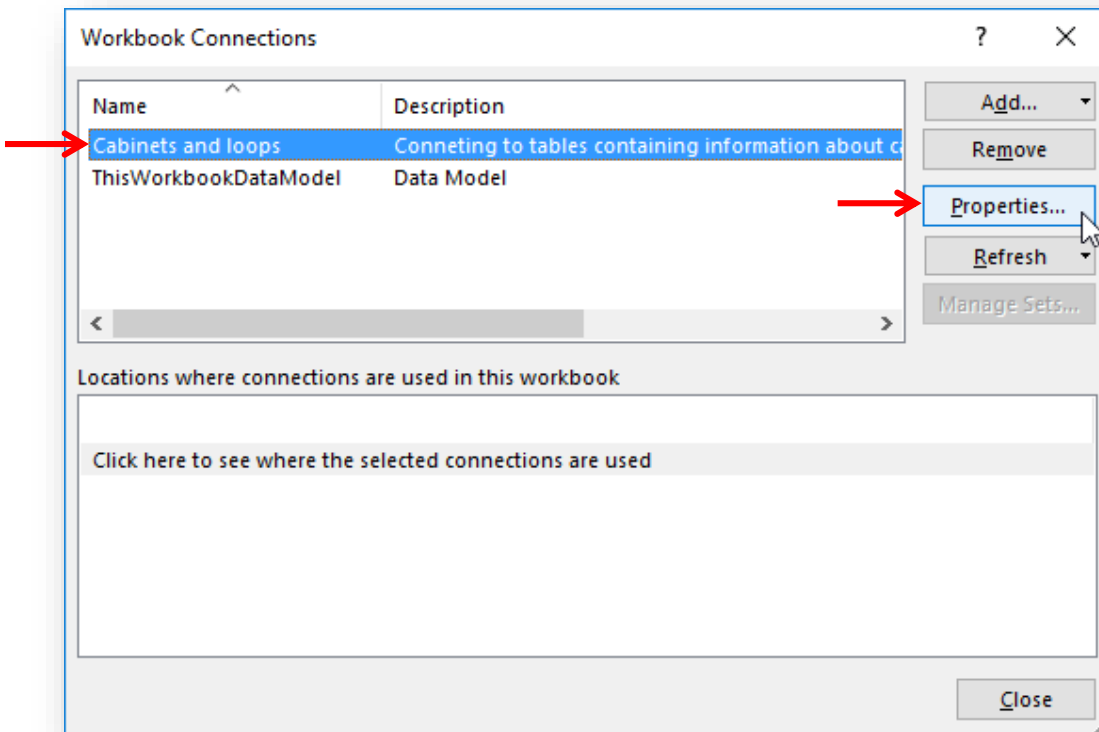 Workbook Connections ?
Name Description
Cabinets and loops Conneting to tables containing information about
ThisWorkbookDataModel Data Model
Add...
Remove
Properties...
Refresh
Manage Sets...
Locations where connections are used in this workbook
Click here to see where the selected connections are used
Close